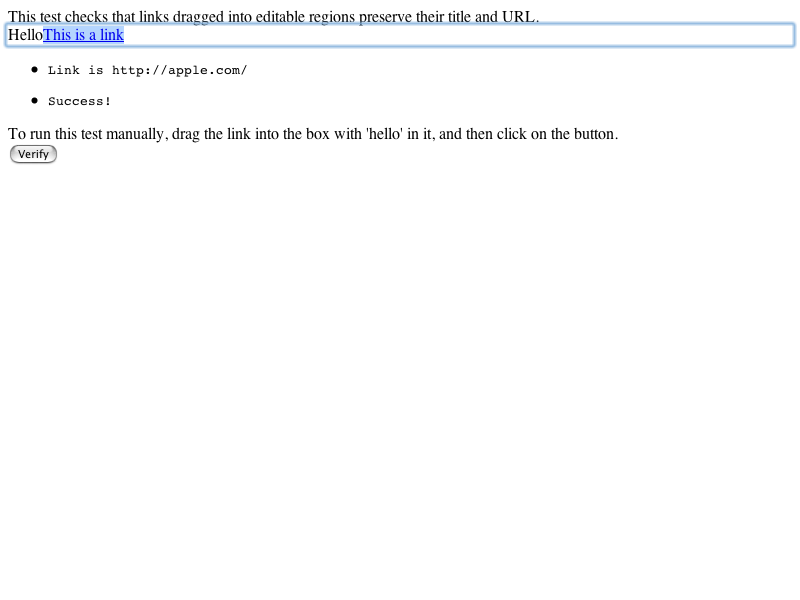 This test checks that links dragged into editable regions preserve their title and URL.
HelloThis is a link
Link is http://apple.com/
Success!
To run this test manually, drag the link into the box with 'hello' in it, and then click on the button.
Verify